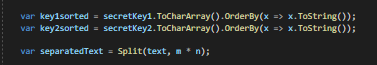 var key1sorted = secretKey1.ToCharArray().OrderBy(x => x.ToString());
var key2sorted = secretKey2.ToCharArray().OrderBy(x => x.ToString());
var separatedText = Split(text, m * n);